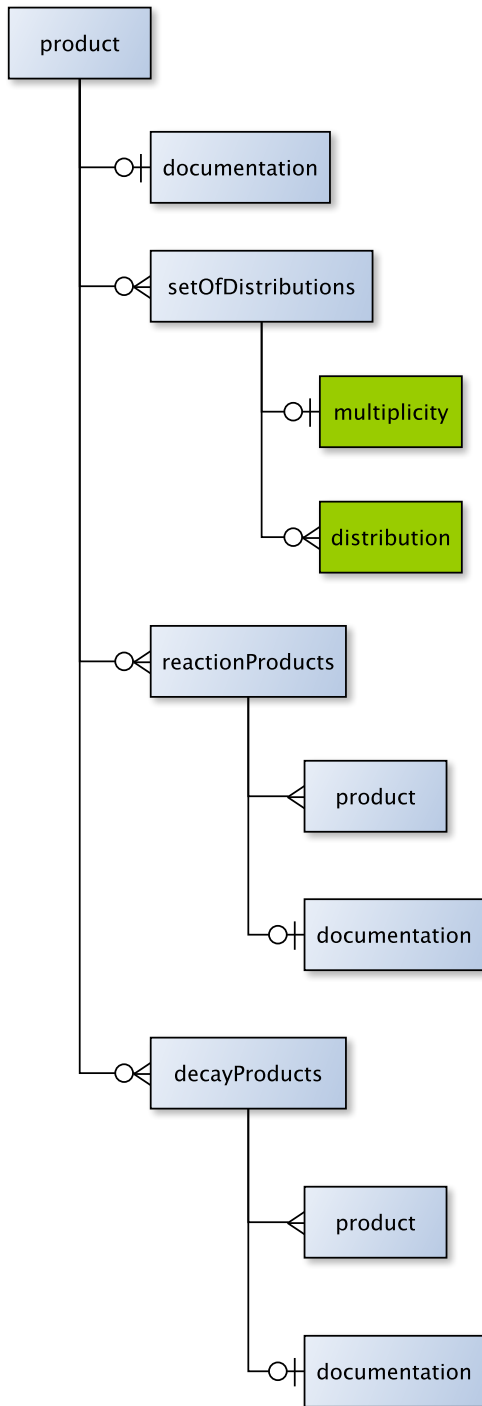 product
documentation
setOfDistributions
multiplicity
distribution
reactionProducts
product
documentation
decayProducts
product
documentation